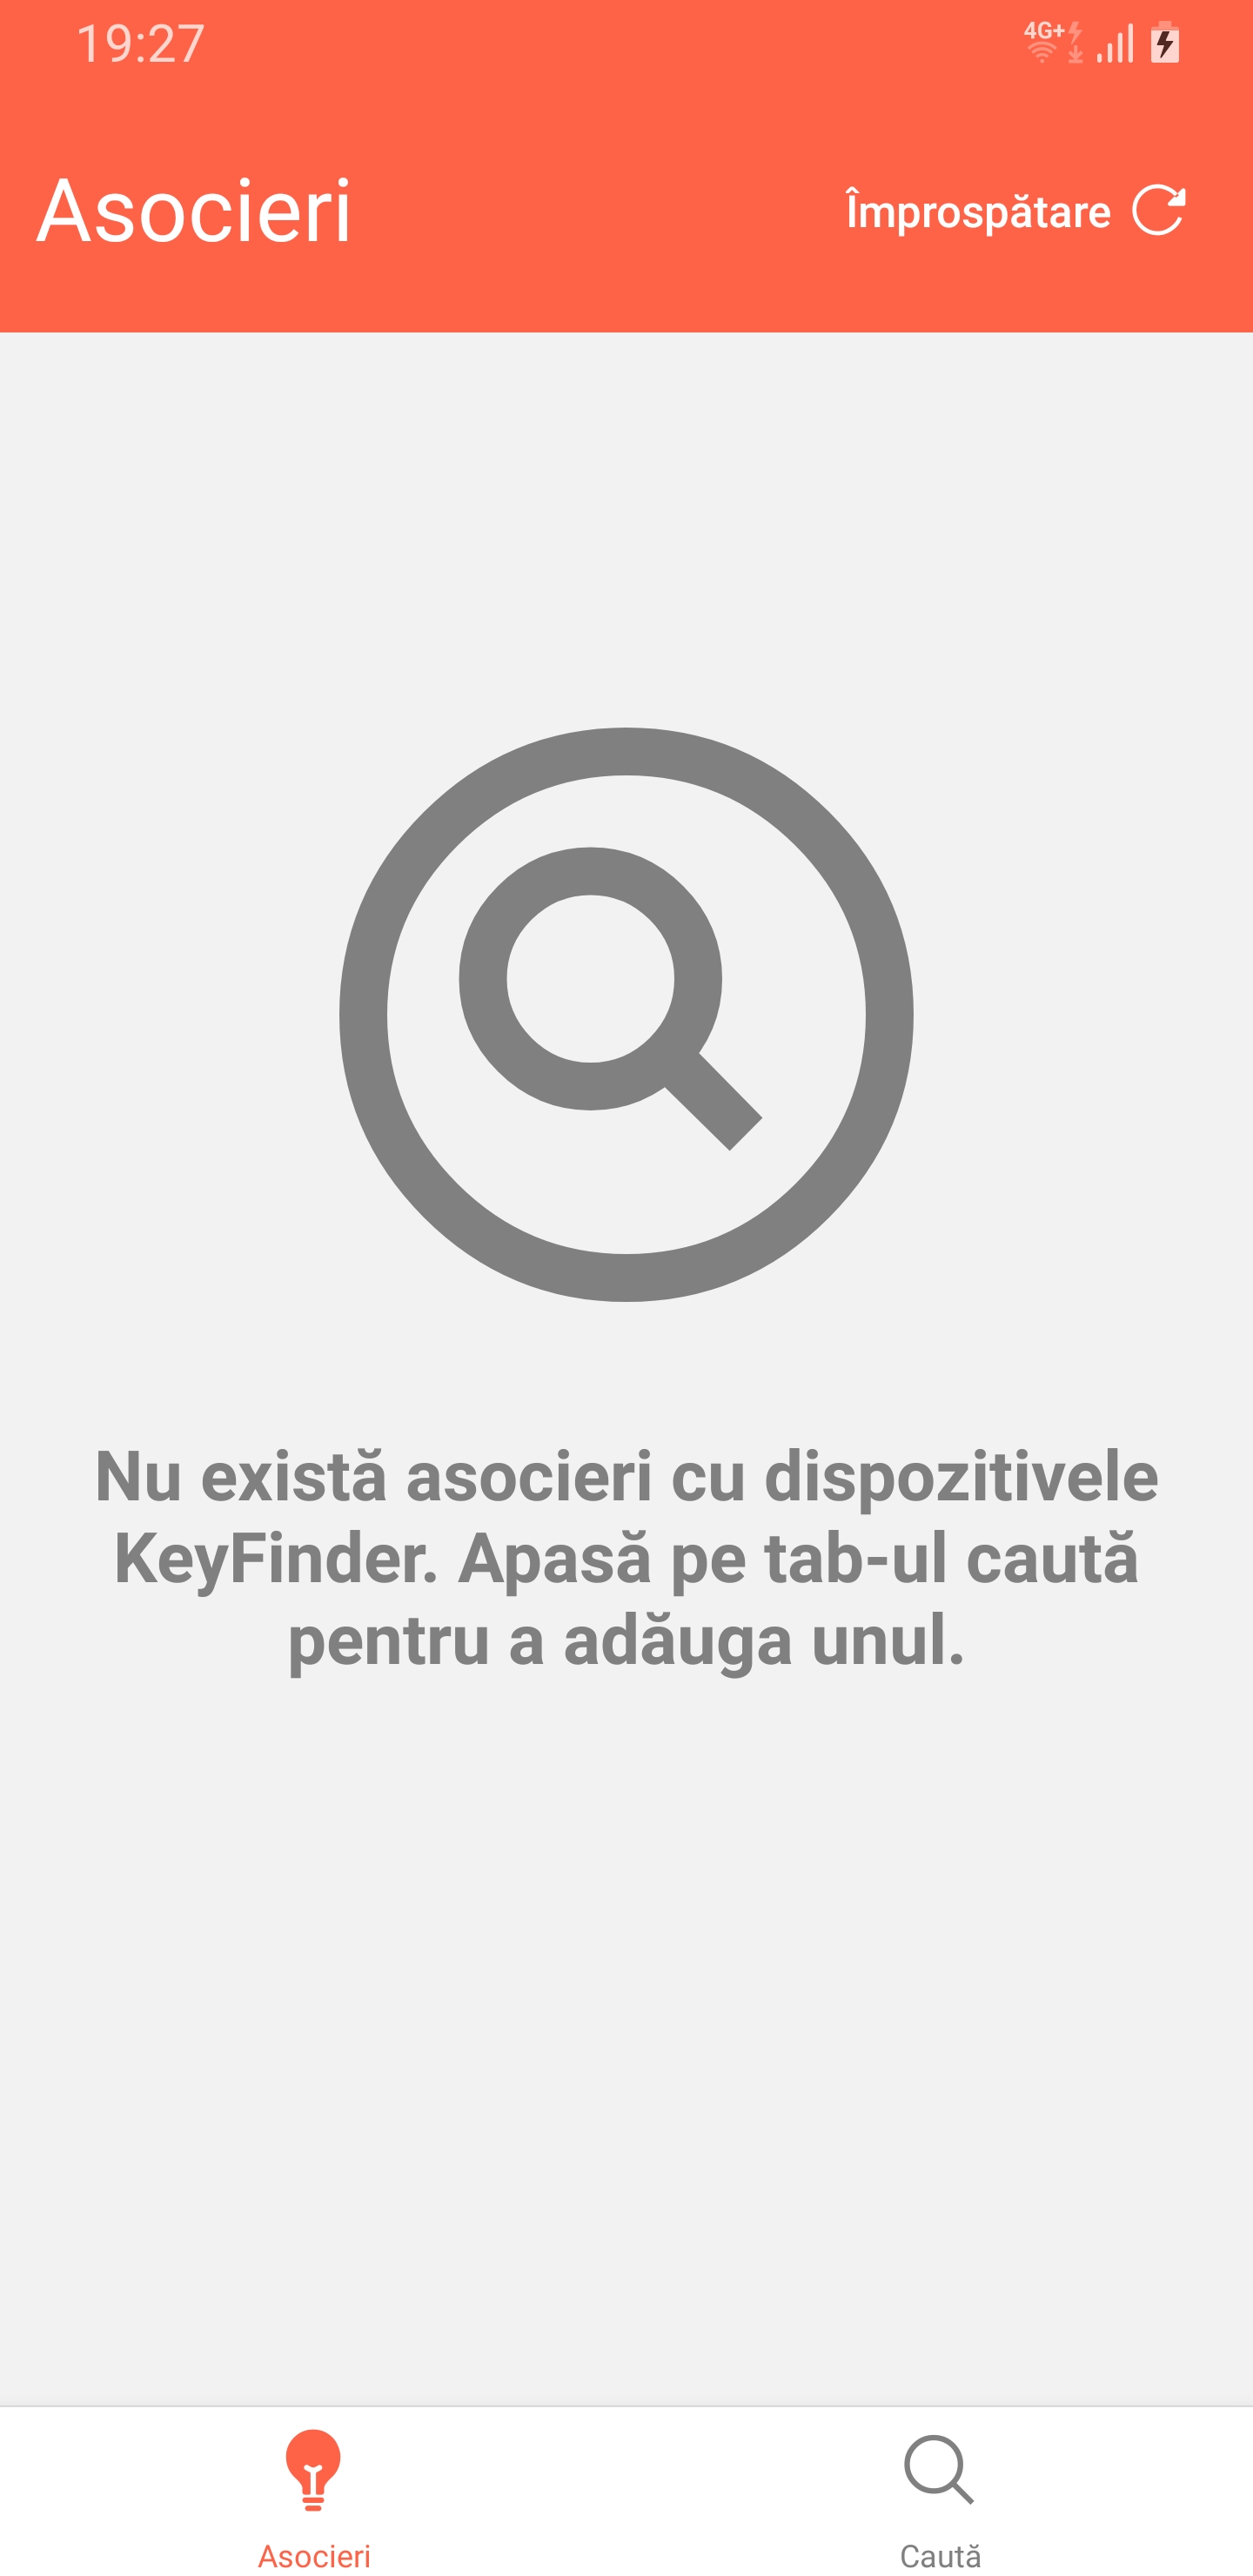 19:27
4G+
Asocieri
Împrospătare
Nu există asocieri cu dispozitivele
KeyFinder. Apasă pe tab-ul caută
pentru a adăuga unul.
Asocieri
Caută